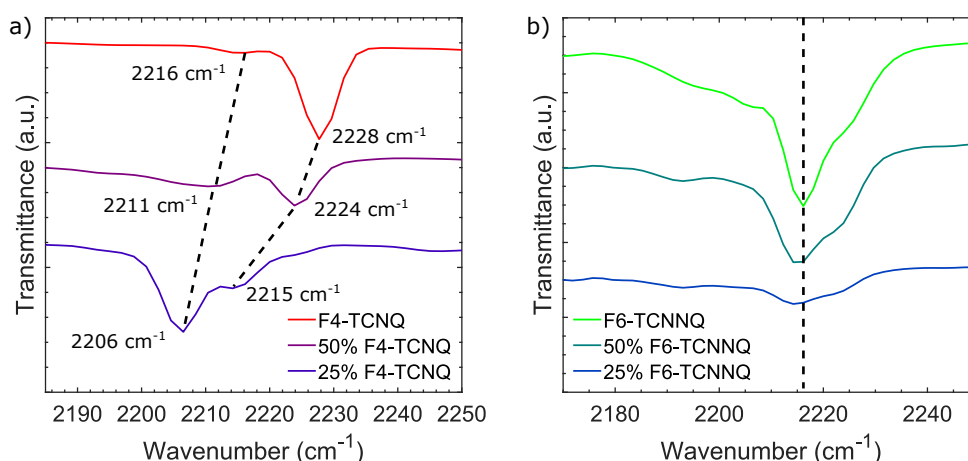 a)
Transmittance (a.u.)
2216 cm⁻¹
2228 cm⁻¹
2211 cm⁻¹
2224 cm⁻¹
2215 cm⁻¹
2206 cm⁻¹
F4-TCNQ
50% F4-TCNQ
25% F4-TCNQ
2190 2200 2210 2220 2230 2240 2250
Wavenumber (cm⁻¹)
b)
Transmittance (a.u.)
F6-TCNNQ
50% F6-TCNNQ
25% F6-TCNNQ
2180 2200 2220 2240
Wavenumber (cm⁻¹)